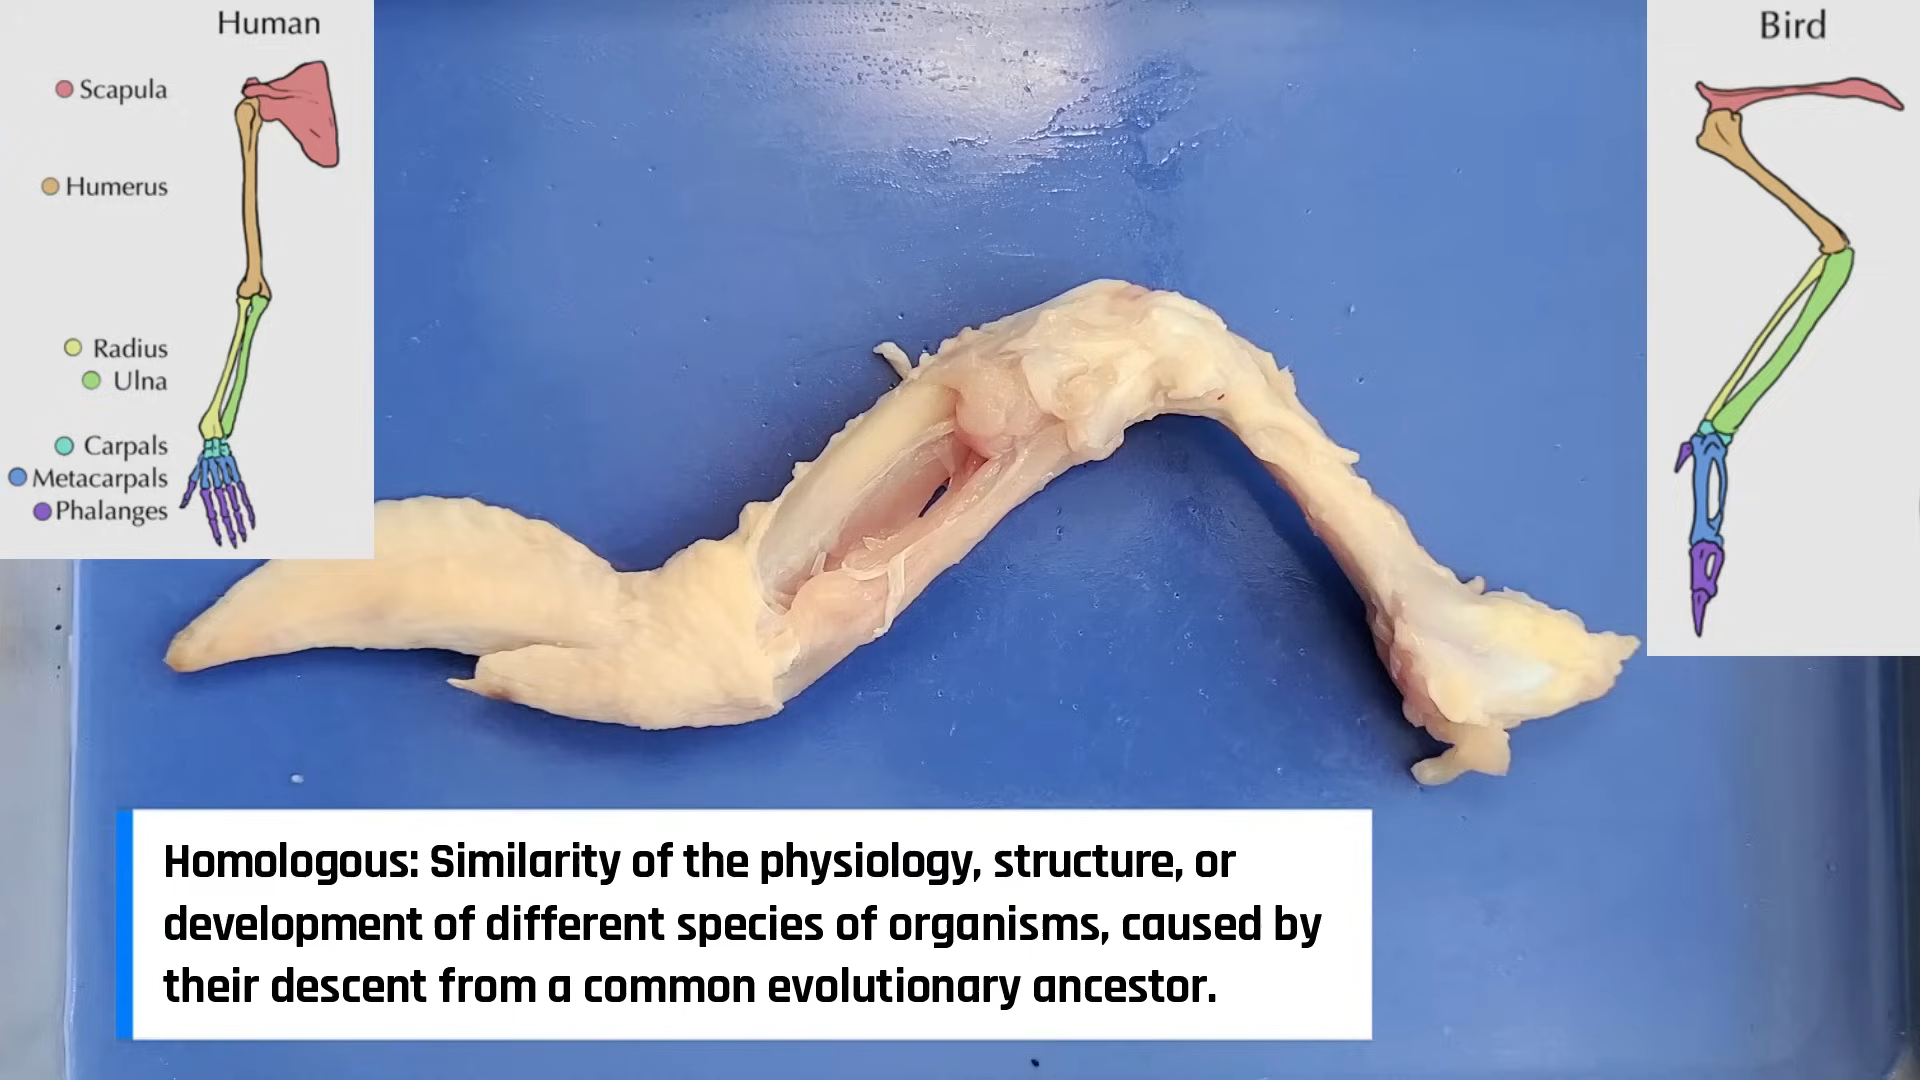 Human
Scapula
Humerus
Radius
Ulna
Carpals
Metacarpals
Phalanges
Bird
Homologous: Similarity of the physiology, structure, or
development of different species of organisms, caused by
their descent from a common evolutionary ancestor.